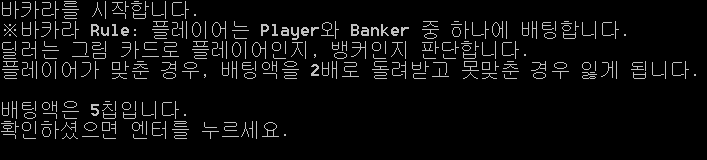 바카라를 시작합니다.
※바카라 Rule: 플레이어는 Player와 Banker 중 하나에 배팅합니다.
딜러는 그림 카드로 플레이어인지, 뱅커인지 판단합니다.
플레이어가 맞춘 경우, 배팅액을 2배로 돌려받고 못맞춘 경우 잃게 됩니다.
배팅액은 5칩입니다.
확인하셨으면 엔터를 누르세요.